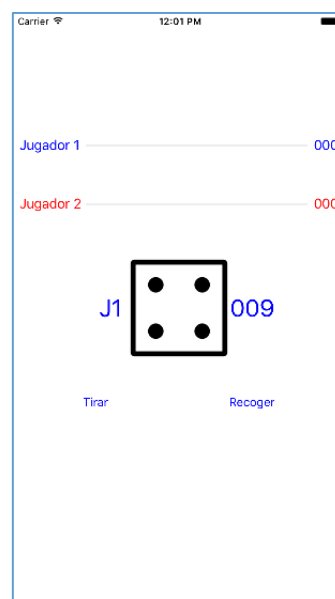 Carrier 12:01 PM
Jugador 1 000
Jugador 2 000
J1 009
Tirar Recoger